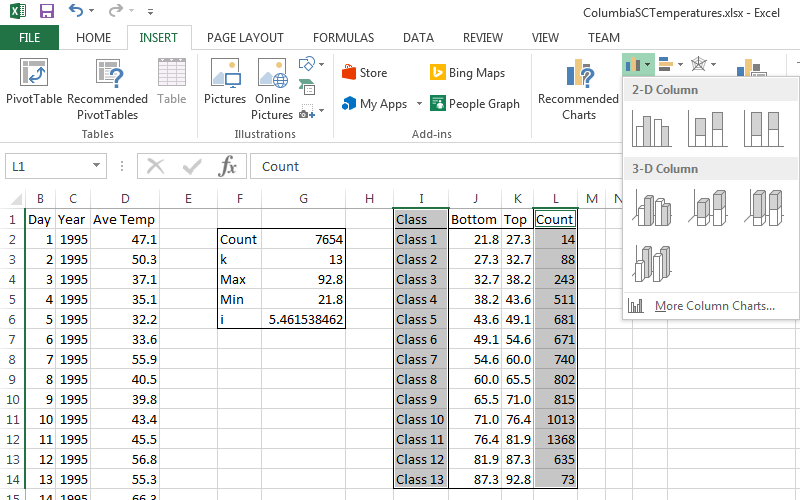 ColumbiaSCTemperatures.xlsx - Excel
FILE HOME INSERT PAGE LAYOUT FORMULAS DATA REVIEW VIEW TEAM
PivotTable Recommended PivotTables Table
Tables
Pictures Online Pictures
Illustrations
Store
My Apps
Bing Maps
People Graph
Add-ins
Recommended Charts
2-D Column
3-D Column
More Column Charts...
L1 fx Count
B C D E F G H I J K L M N
1 Day Year Ave Temp Class Bottom Top Count
2 1 1995 47.1 Count 7654 Class 1 21.8 27.3 14
3 2 1995 50.3 k 13 Class 2 27.3 32.7 88
4 3 1995 37.1 Max 92.8 Class 3 32.7 38.2 243
5 4 1995 35.1 Min 21.8 Class 4 38.2 43.6 511
6 5 1995 32.2 i 5.461538462 Class 5 43.6 49.1 681
7 6 1995 33.6 Class 6 49.1 54.6 671
8 7 1995 55.9 Class 7 54.6 60.0 740
9 8 1995 40.5 Class 8 60.0 65.5 802
10 9 1995 39.8 Class 9 65.5 71.0 815
11 10 1995 43.4 Class 10 71.0 76.4 1013
12 11 1995 45.5 Class 11 76.4 81.9 1368
13 12 1995 56.8 Class 12 81.9 87.3 635
14 13 1995 55.3 Class 13 87.3 92.8 73
15 14 1995 66.3